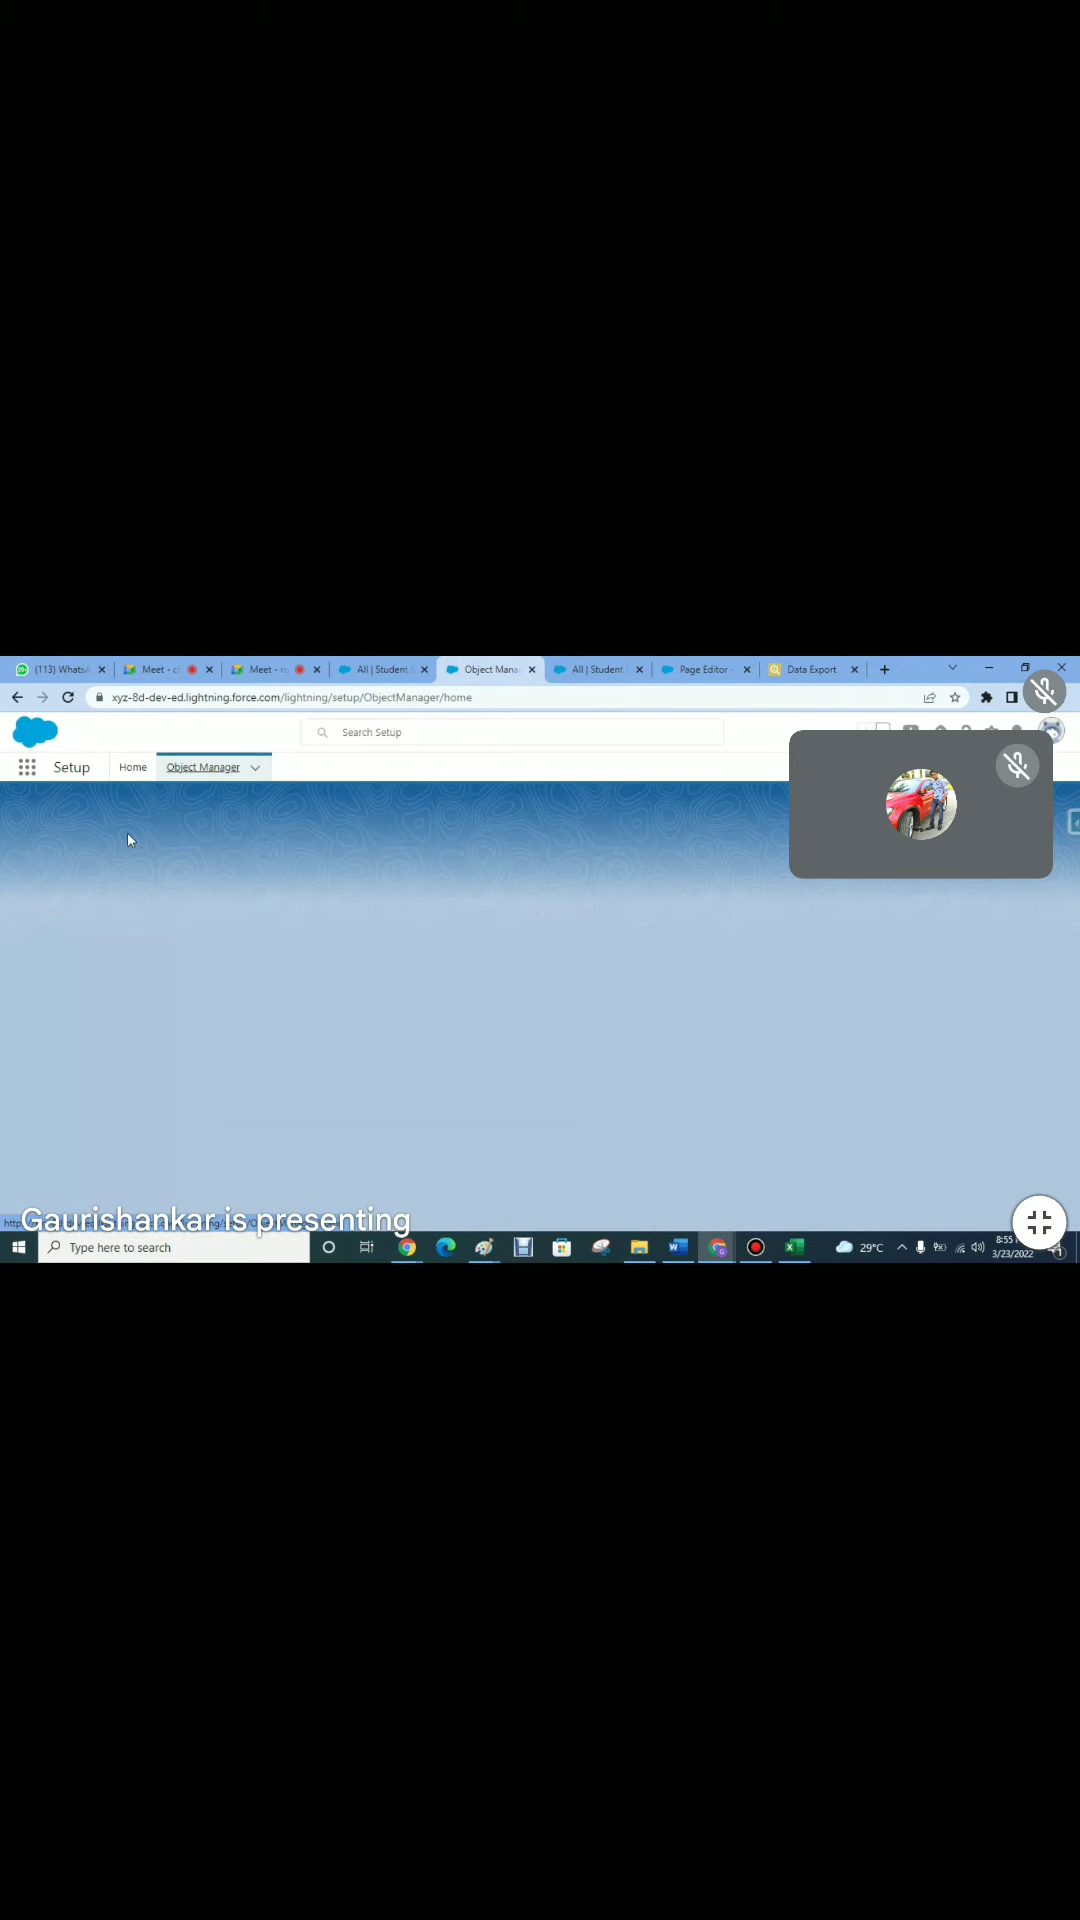 (113) Whats
Meet - c
Meet -
All | Student
Object Mana
All | Student
Page Editor -
Data Export
xyz-8d-dev-ed.lightning.force.com/lightning/setup/ObjectManager/home
Search Setup
Setup
Home
Object Manager
Gaurishankar is presenting
Type here to search
29°C
8:55
3/23/2022